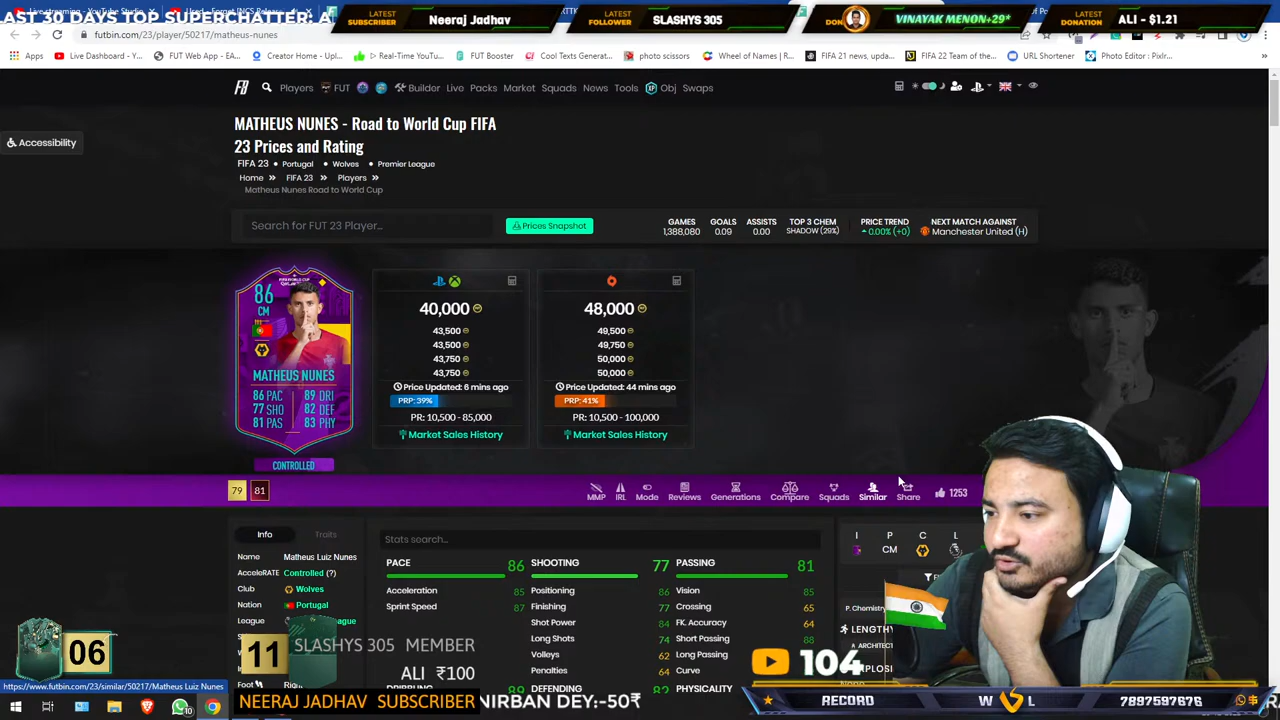 AST 30 DAYS TOP SUPERCHATTER: A
LATEST SUBSCRIBER Neeraj Jadhav
LATEST FOLLOWER SLASHYS 305
DON VINAYAK MENON+29*
LATEST DONATION ALI - $1.21
futbin.com/23/player/50217/matheus-nunes
Apps
Live Dashboard - Y...
FUT Web App - EA...
Creator Home - Upl...
▷ Real-Time YouTub...
FUT Booster
Cool Texts Generat...
photo scissors
Wheel of Names | R...
FIFA 21 news, upda...
FIFA 22 Team of the...
URL Shortener
Photo Editor : Pixlr...
Players FUT Builder Live Packs Market Squads News Tools Obj Swaps
Accessibility
MATHEUS NUNES - Road to World Cup FIFA
23 Prices and Rating
FIFA 23 • Portugal • Wolves • Premier League
Home » FIFA 23 » Players »
Matheus Nunes Road to World Cup
Search for FUT 23 Player...
Prices Snapshot
GAMES 1,388,080
GOALS 0.09
ASSISTS 0.00
TOP 3 CHEM SHADOW (29%)
PRICE TREND 0.00% (+0)
NEXT MATCH AGAINST Manchester United (H)
86
CM
MATHEUS NUNES
86 PAC 89 DRI
77 SHO 82 DEF
81 PAS 83 PHY
CONTROLLED
40,000
43,500
43,500
43,750
43,750
Price Updated: 6 mins ago
PRP: 39%
PR: 10,500 - 85,000
Market Sales History
48,000
49,500
49,750
50,000
50,000
Price Updated: 44 mins ago
PRP: 41%
PR: 10,500 - 100,000
Market Sales History
79 81
MMP IRL Mode Reviews Generations Compare Squads Similar Share 1253
Info Traits
Name Matheus Luiz Nunes
AcceleRATE Controlled (?)
Club Wolves
Nation Portugal
League
Stats search...
PACE 86
Acceleration 85
Sprint Speed 87
SHOOTING 77
Positioning 86
Finishing 77
Shot Power 84
Long Shots 74
Volleys 62
Penalties 64
DEFENDING 82
PASSING 81
Vision 85
Crossing 65
FK. Accuracy 64
Short Passing 88
Long Passing
Curve
PHYSICALITY
I P C L
CM
P. Chemistry
LENGTHY
06
11
SLASHYS 305 MEMBER
ALI ₹100
104
https://www.futbin.com/23/similar/50217/Matheus Luiz Nunes
NEERAJ JADHAV SUBSCRIBER
NIRBAN DEY:-50₹
RECORD W L 7897597676
10